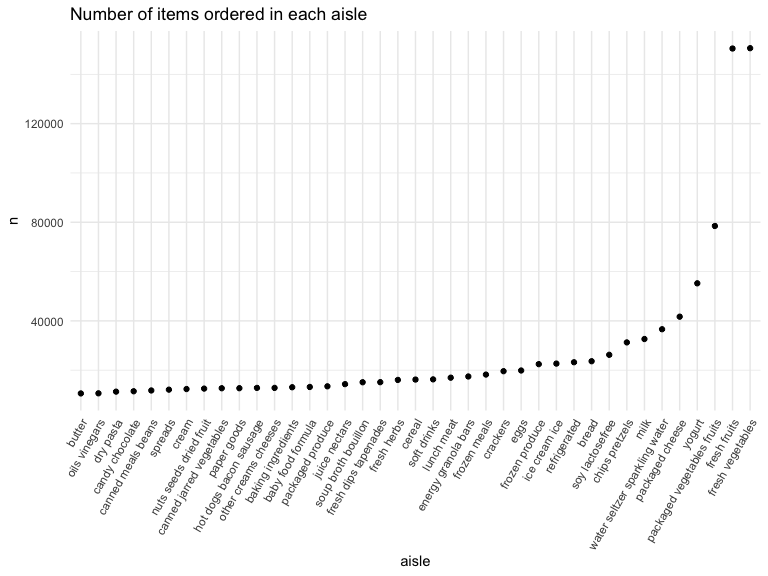 Number of items ordered in each aisle
n
120000
80000
40000
butter
oils vinegars
dry pasta
candy chocolate
canned meals beans
spreads
cream
nuts seeds dried fruit
canned jarred vegetables
paper goods
hot dogs bacon sausage
other creams cheeses
baking ingredients
baby food formula
packaged produce
juice nectars
soup broth bouillon
fresh dips tapenades
fresh herbs
cereal
soft drinks
lunch meat
energy granola bars
frozen meals
crackers
eggs
frozen produce
ice cream ice
refrigerated
bread
soy lactosefree
chips pretzels
milk
water seltzer sparkling water
packaged cheese
yogurt
packaged vegetables fruits
fresh fruits
fresh vegetables
aisle